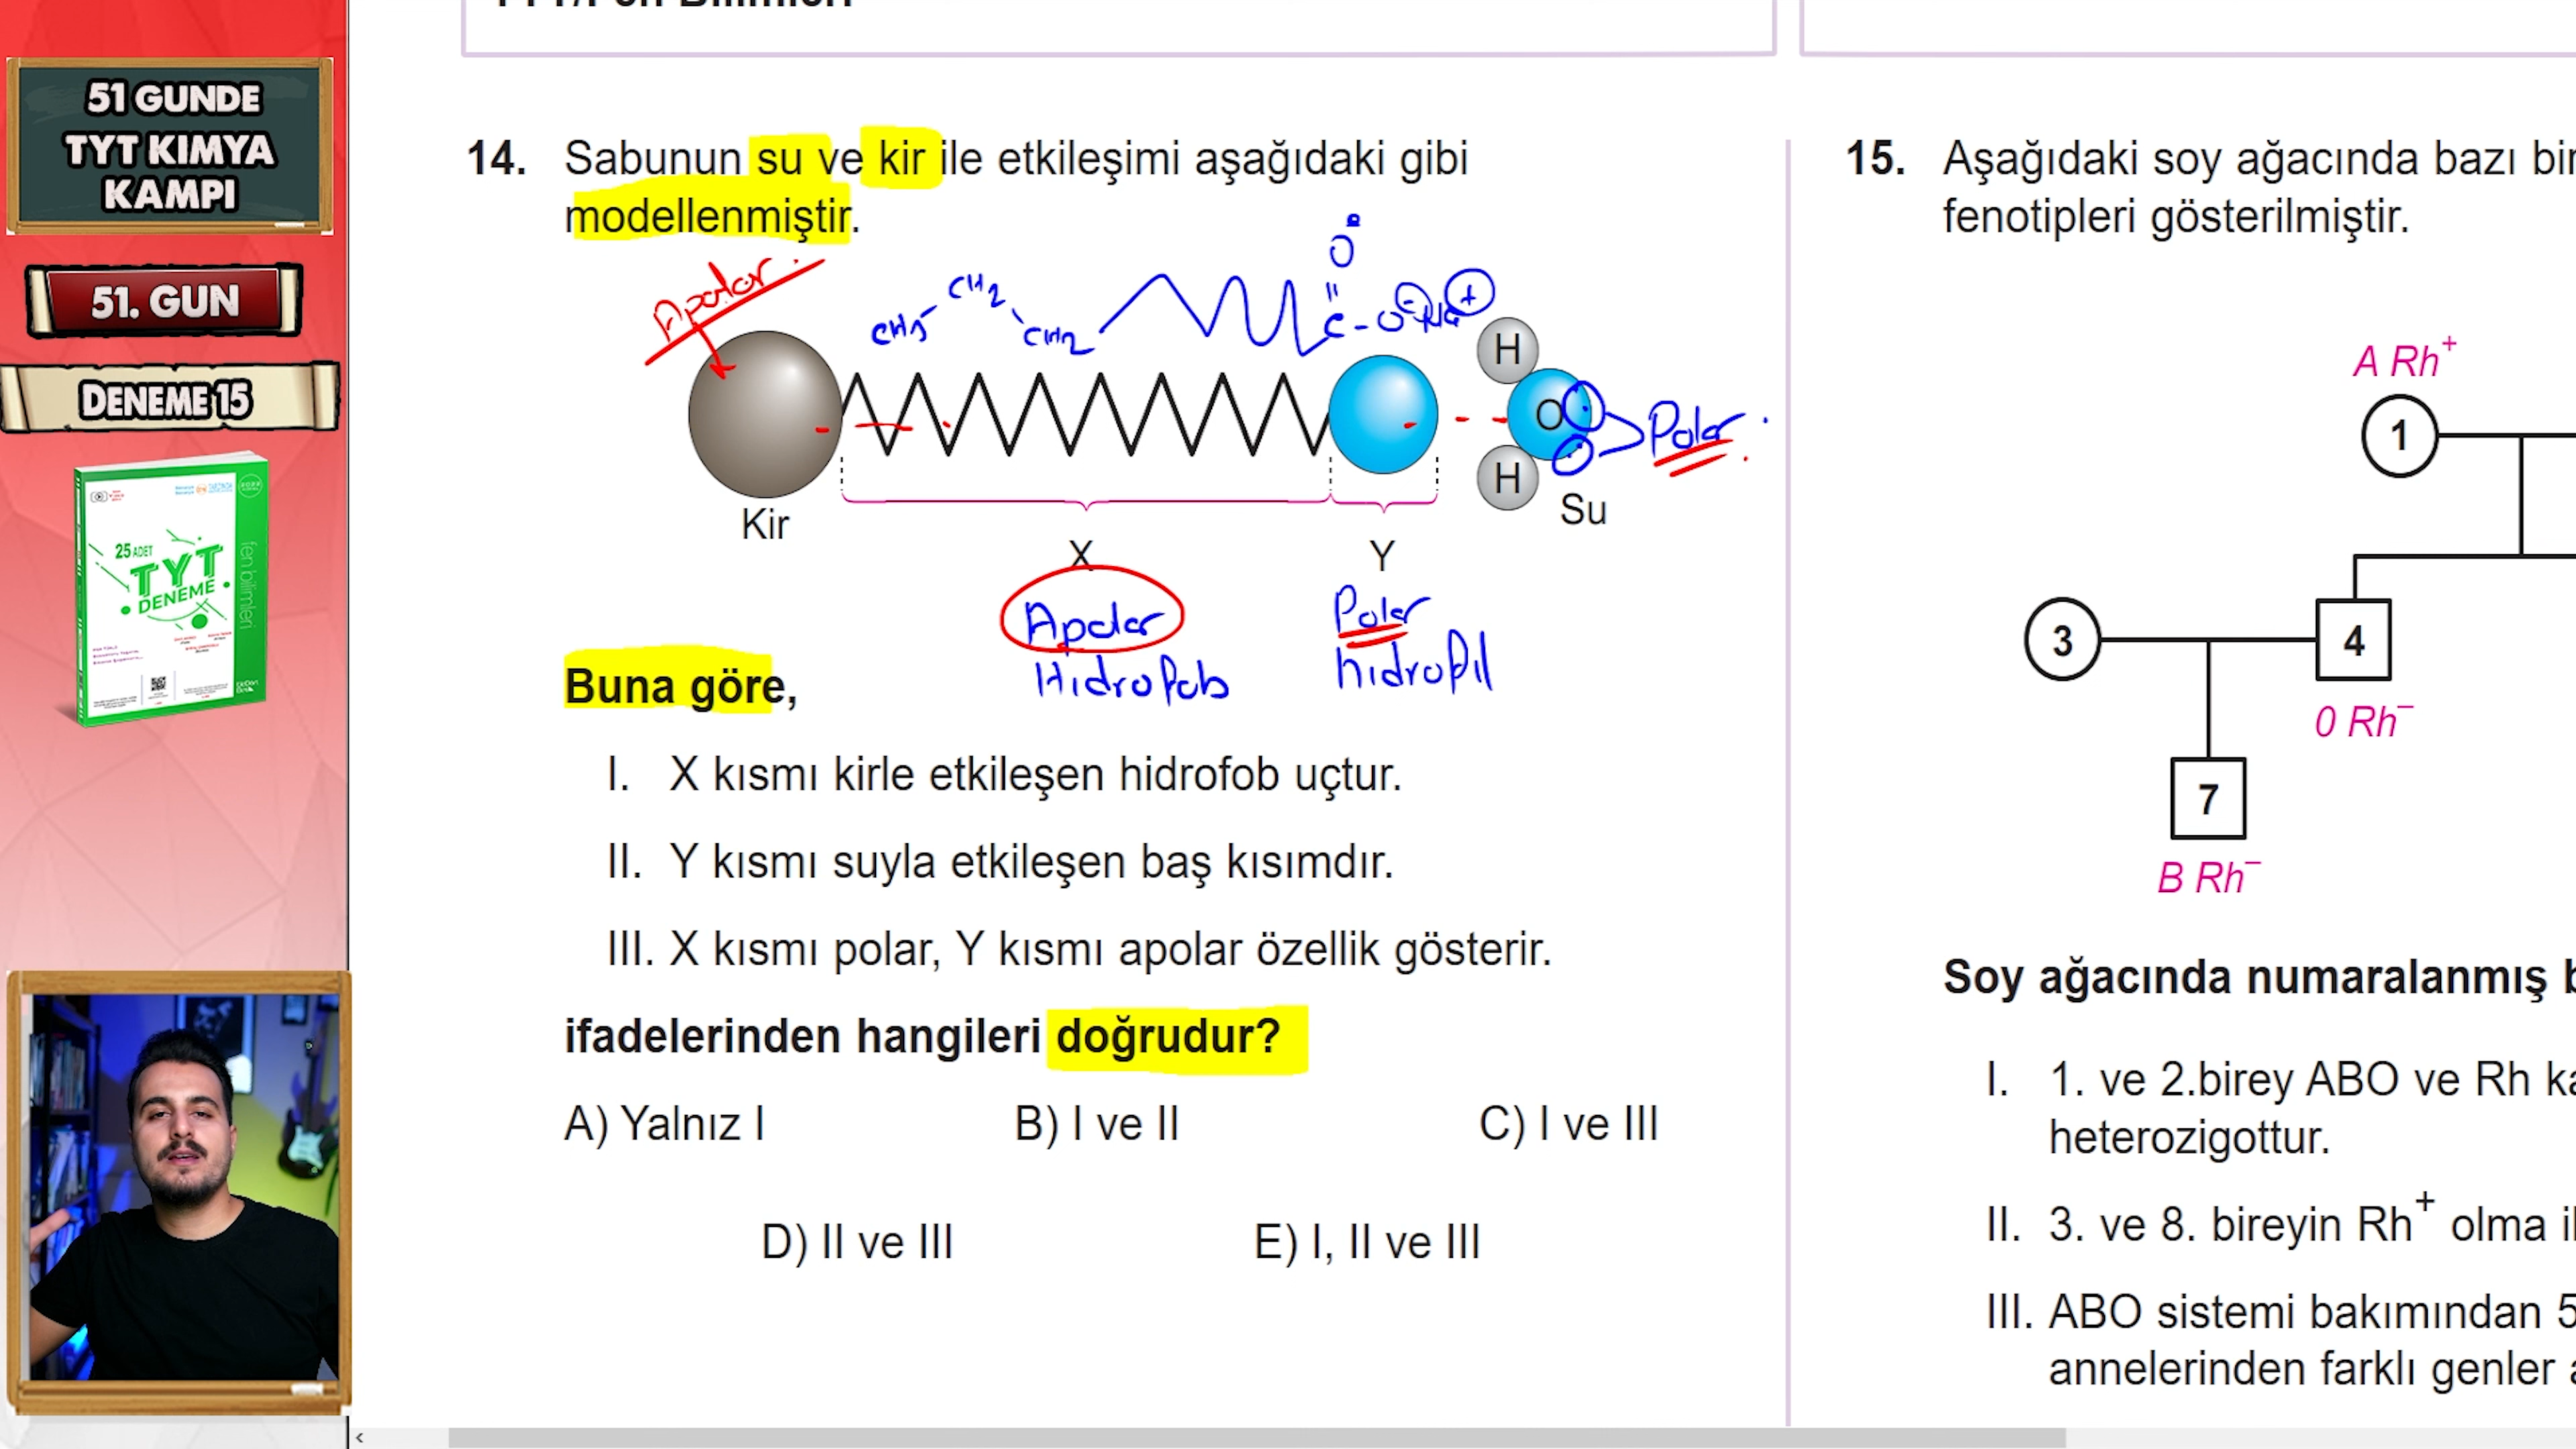 51 GUNDE
TYT KIMYA
KAMPI
51. GUN
DENEME 15
25 ADET
TYT
DENEME
fen bilimleri
14. Sabunun su ve kir ile etkileşimi aşağıdaki gibi
modellenmiştir.
Apolar
CH3
CH2
CH2
O
C - O - Na +
H
O
H
Polar
Kir
Su
X
Y
Apolar
Hidrofob
Polar
hidrofil
Buna göre,
I. X kısmı kirle etkileşen hidrofob uçtur.
II. Y kısmı suyla etkileşen baş kısımdır.
III. X kısmı polar, Y kısmı apolar özellik gösterir.
ifadelerinden hangileri doğrudur?
A) Yalnız I
B) I ve II
C) I ve III
D) II ve III
E) I, II ve III
15. Aşağıdaki soy ağacında bazı bir
fenotipleri gösterilmiştir.
A Rh+
1
3
4
0 Rh–
7
B Rh–
Soy ağacında numaralanmış b
I. 1. ve 2.birey ABO ve Rh ka
heterozigottur.
II. 3. ve 8. bireyin Rh+ olma il
III. ABO sistemi bakımından 5
annelerinden farklı genler a